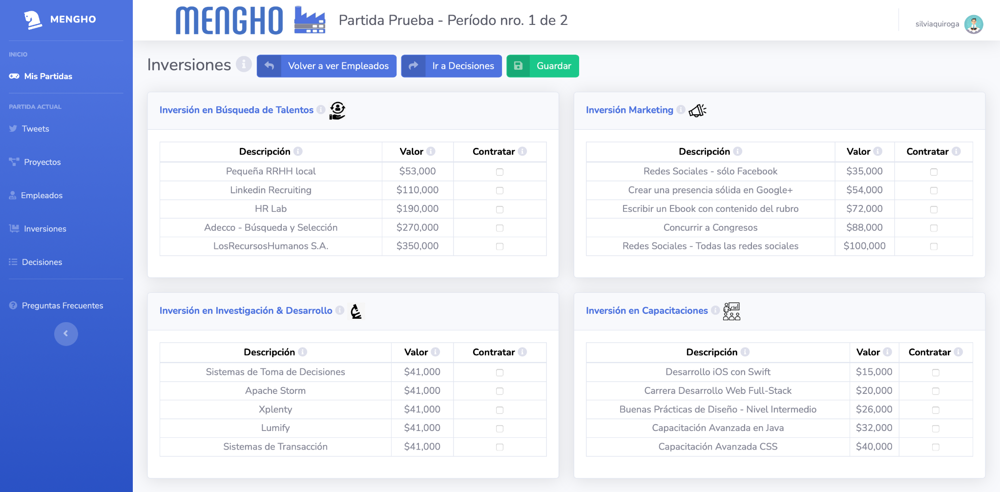 MENGHO
INICIO
Mis Partidas
PARTIDA ACTUAL
Tweets
Proyectos
Empleados
Inversiones
Decisiones
Preguntas Frecuentes
MENGHO Partida Prueba - Período nro. 1 de 2
silviaquiroga
Inversiones Volver a ver Empleados Ir a Decisiones Guardar
Inversión en Búsqueda de Talentos
Descripción Valor Contratar
Pequeña RRHH local $53,000
Linkedin Recruiting $110,000
HR Lab $190,000
Adecco - Búsqueda y Selección $270,000
LosRecursosHumanos S.A. $350,000
Inversión Marketing
Descripción Valor Contratar
Redes Sociales - sólo Facebook $35,000
Crear una presencia sólida en Google+ $54,000
Escribir un Ebook con contenido del rubro $72,000
Concurrir a Congresos $88,000
Redes Sociales - Todas las redes sociales $100,000
Inversión en Investigación & Desarrollo
Descripción Valor Contratar
Sistemas de Toma de Decisiones $41,000
Apache Storm $41,000
Xplenty $41,000
Lumify $41,000
Sistemas de Transacción $41,000
Inversión en Capacitaciones
Descripción Valor Contratar
Desarrollo iOS con Swift $15,000
Carrera Desarrollo Web Full-Stack $20,000
Buenas Prácticas de Diseño - Nivel Intermedio $26,000
Capacitación Avanzada en Java $32,000
Capacitación Avanzada CSS $40,000